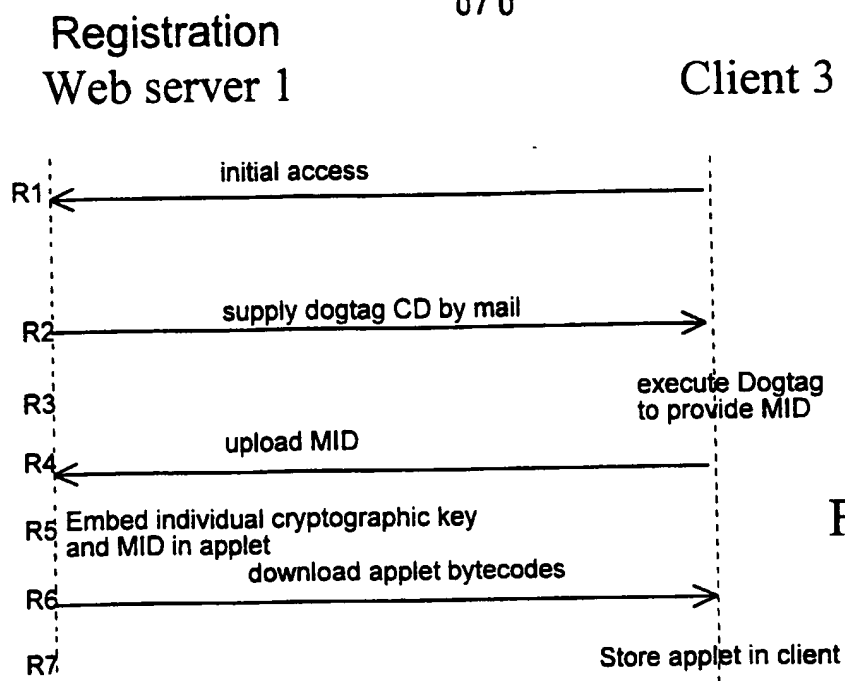 Registration
Web server 1
Client 3
R1
initial access
R2
supply dogtag CD by mail
R3
execute Dogtag
to provide MID
R4
upload MID
R5
Embed individual cryptographic key
and MID in applet
download applet bytecodes
R6
R7
Store applet in client